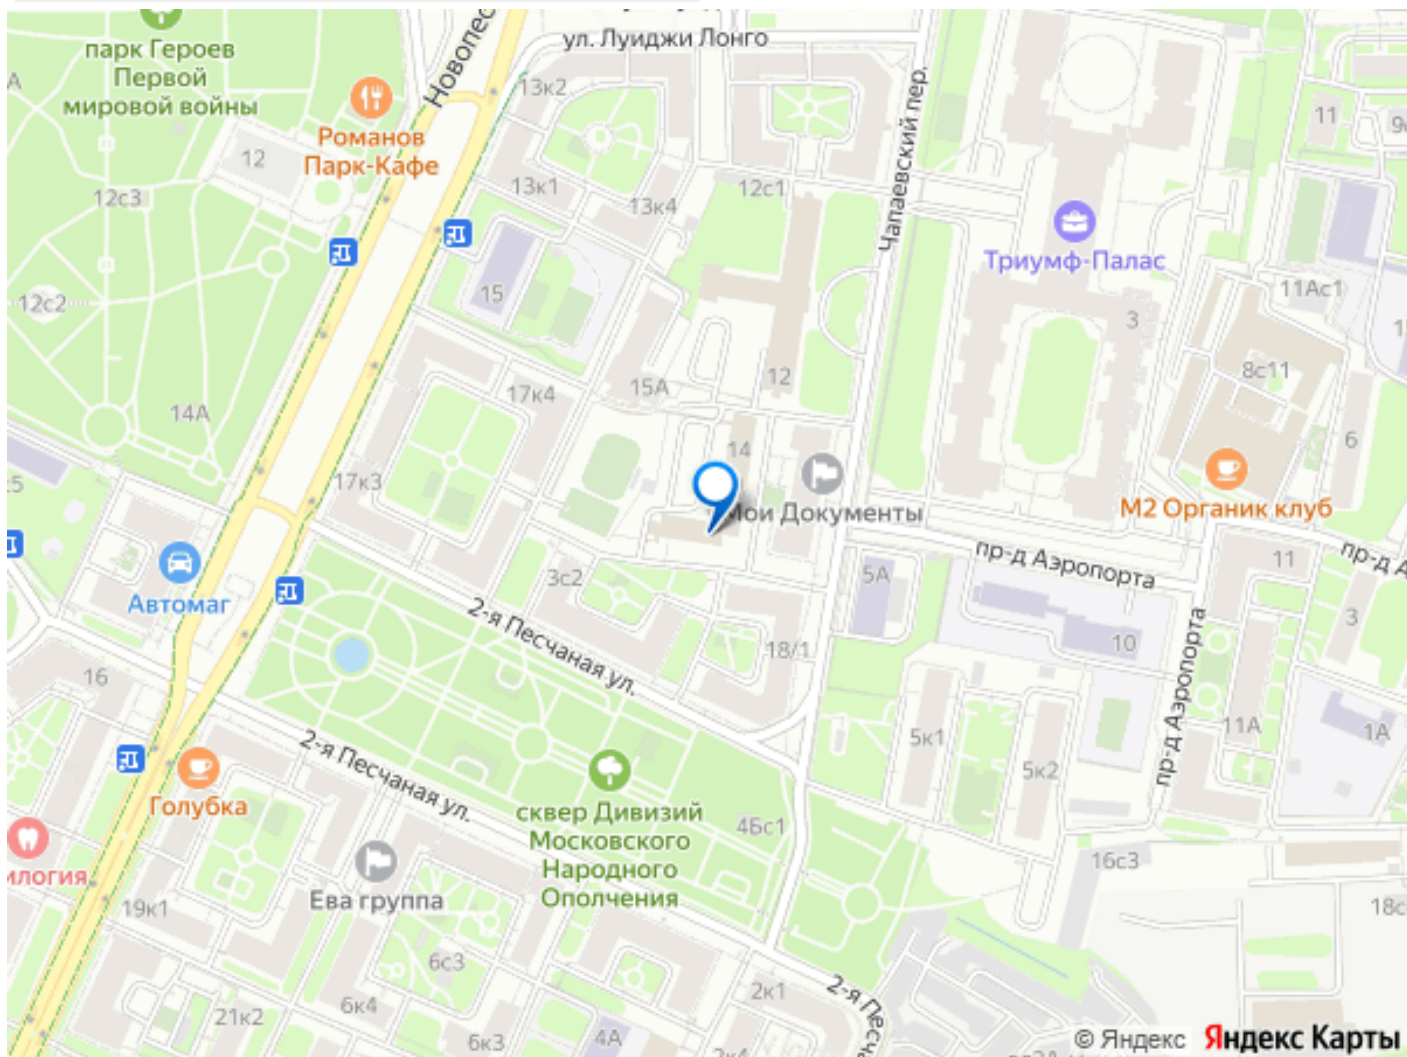 ул. Луиджи Лонго
парк Героев
Первой
мировой войны
Новопес
13к2
Романов
Парк-Кафе
12
12с3
13к1
13к4
12с1
Чапаевский пер.
11
Триумф-Палас
11Ас1
12с2
15
3
15А
12
8с11
14А
17к4
6
14
17к3
М2 Органик клуб
Мои Документы
пр-д Аэропорта
11
Автомаг
3с2
5А
2-я Песчаная ул.
3
10
18/1
16
пр-д Аэропорта
11А
1А
5к1
5к2
2-я Песчаная ул.
Голубка
сквер Дивизий
Московского
Народного
Ополчения
4Бс1
16с3
илогия
Ева группа
19к1
6с3
2к1
6к4
21к2
6к3
4А
© Яндекс Яндекс Карты